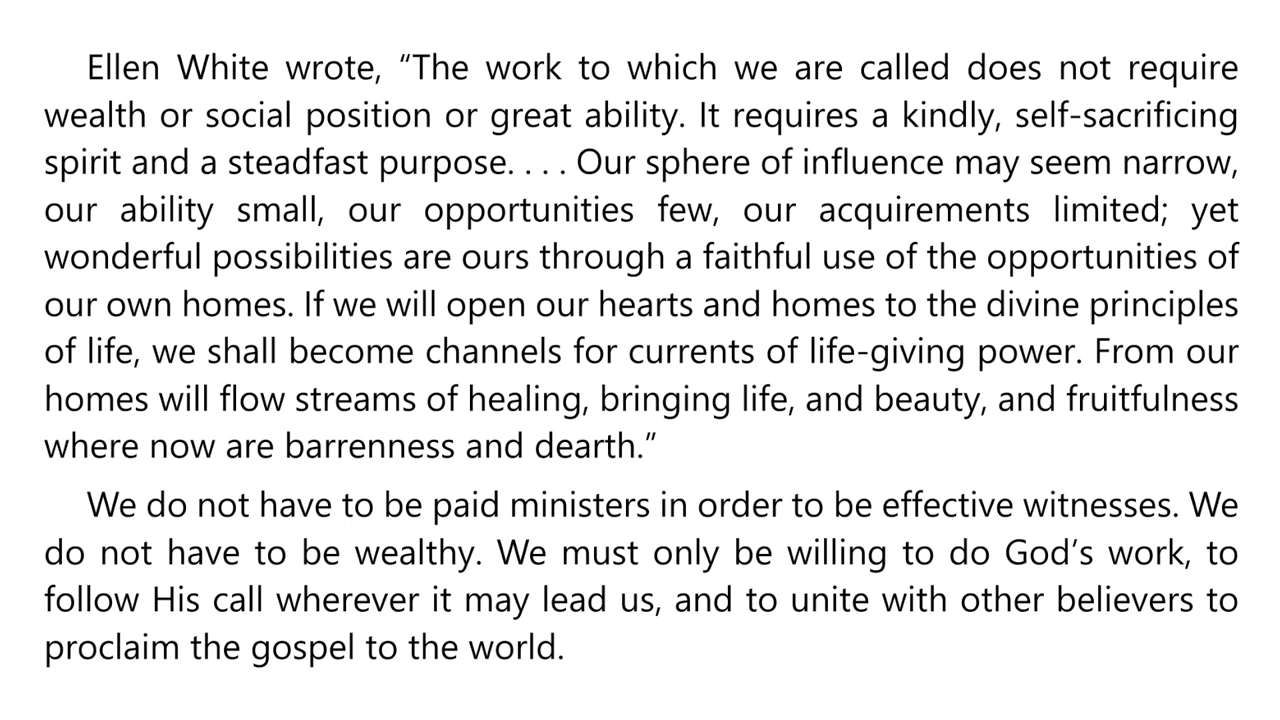 Ellen White wrote, “The work to which we are called does not require
wealth or social position or great ability. It requires a kindly, self-sacrificing
spirit and a steadfast purpose. . . . Our sphere of influence may seem narrow,
our ability small, our opportunities few, our acquirements limited; yet
wonderful possibilities are ours through a faithful use of the opportunities of
our own homes. If we will open our hearts and homes to the divine principles
of life, we shall become channels for currents of life-giving power. From our
homes will flow streams of healing, bringing life, and beauty, and fruitfulness
where now are barrenness and dearth.”
We do not have to be paid ministers in order to be effective witnesses. We
do not have to be wealthy. We must only be willing to do God’s work, to
follow His call wherever it may lead us, and to unite with other believers to
proclaim the gospel to the world.